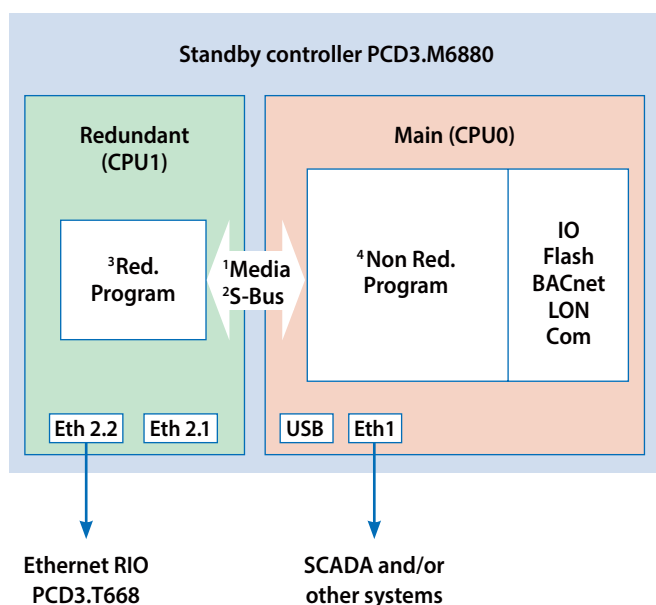 Standby controller PCD3.M6880
Redundant
(CPU1)
Main (CPU0)
³Red.
Program
¹Media
²S-Bus
⁴Non Red.
Program
IO
Flash
BACnet
LON
Com
Eth 2.2
Eth 2.1
USB
Eth1
Ethernet RIO
PCD3.T668
SCADA and/or
other systems